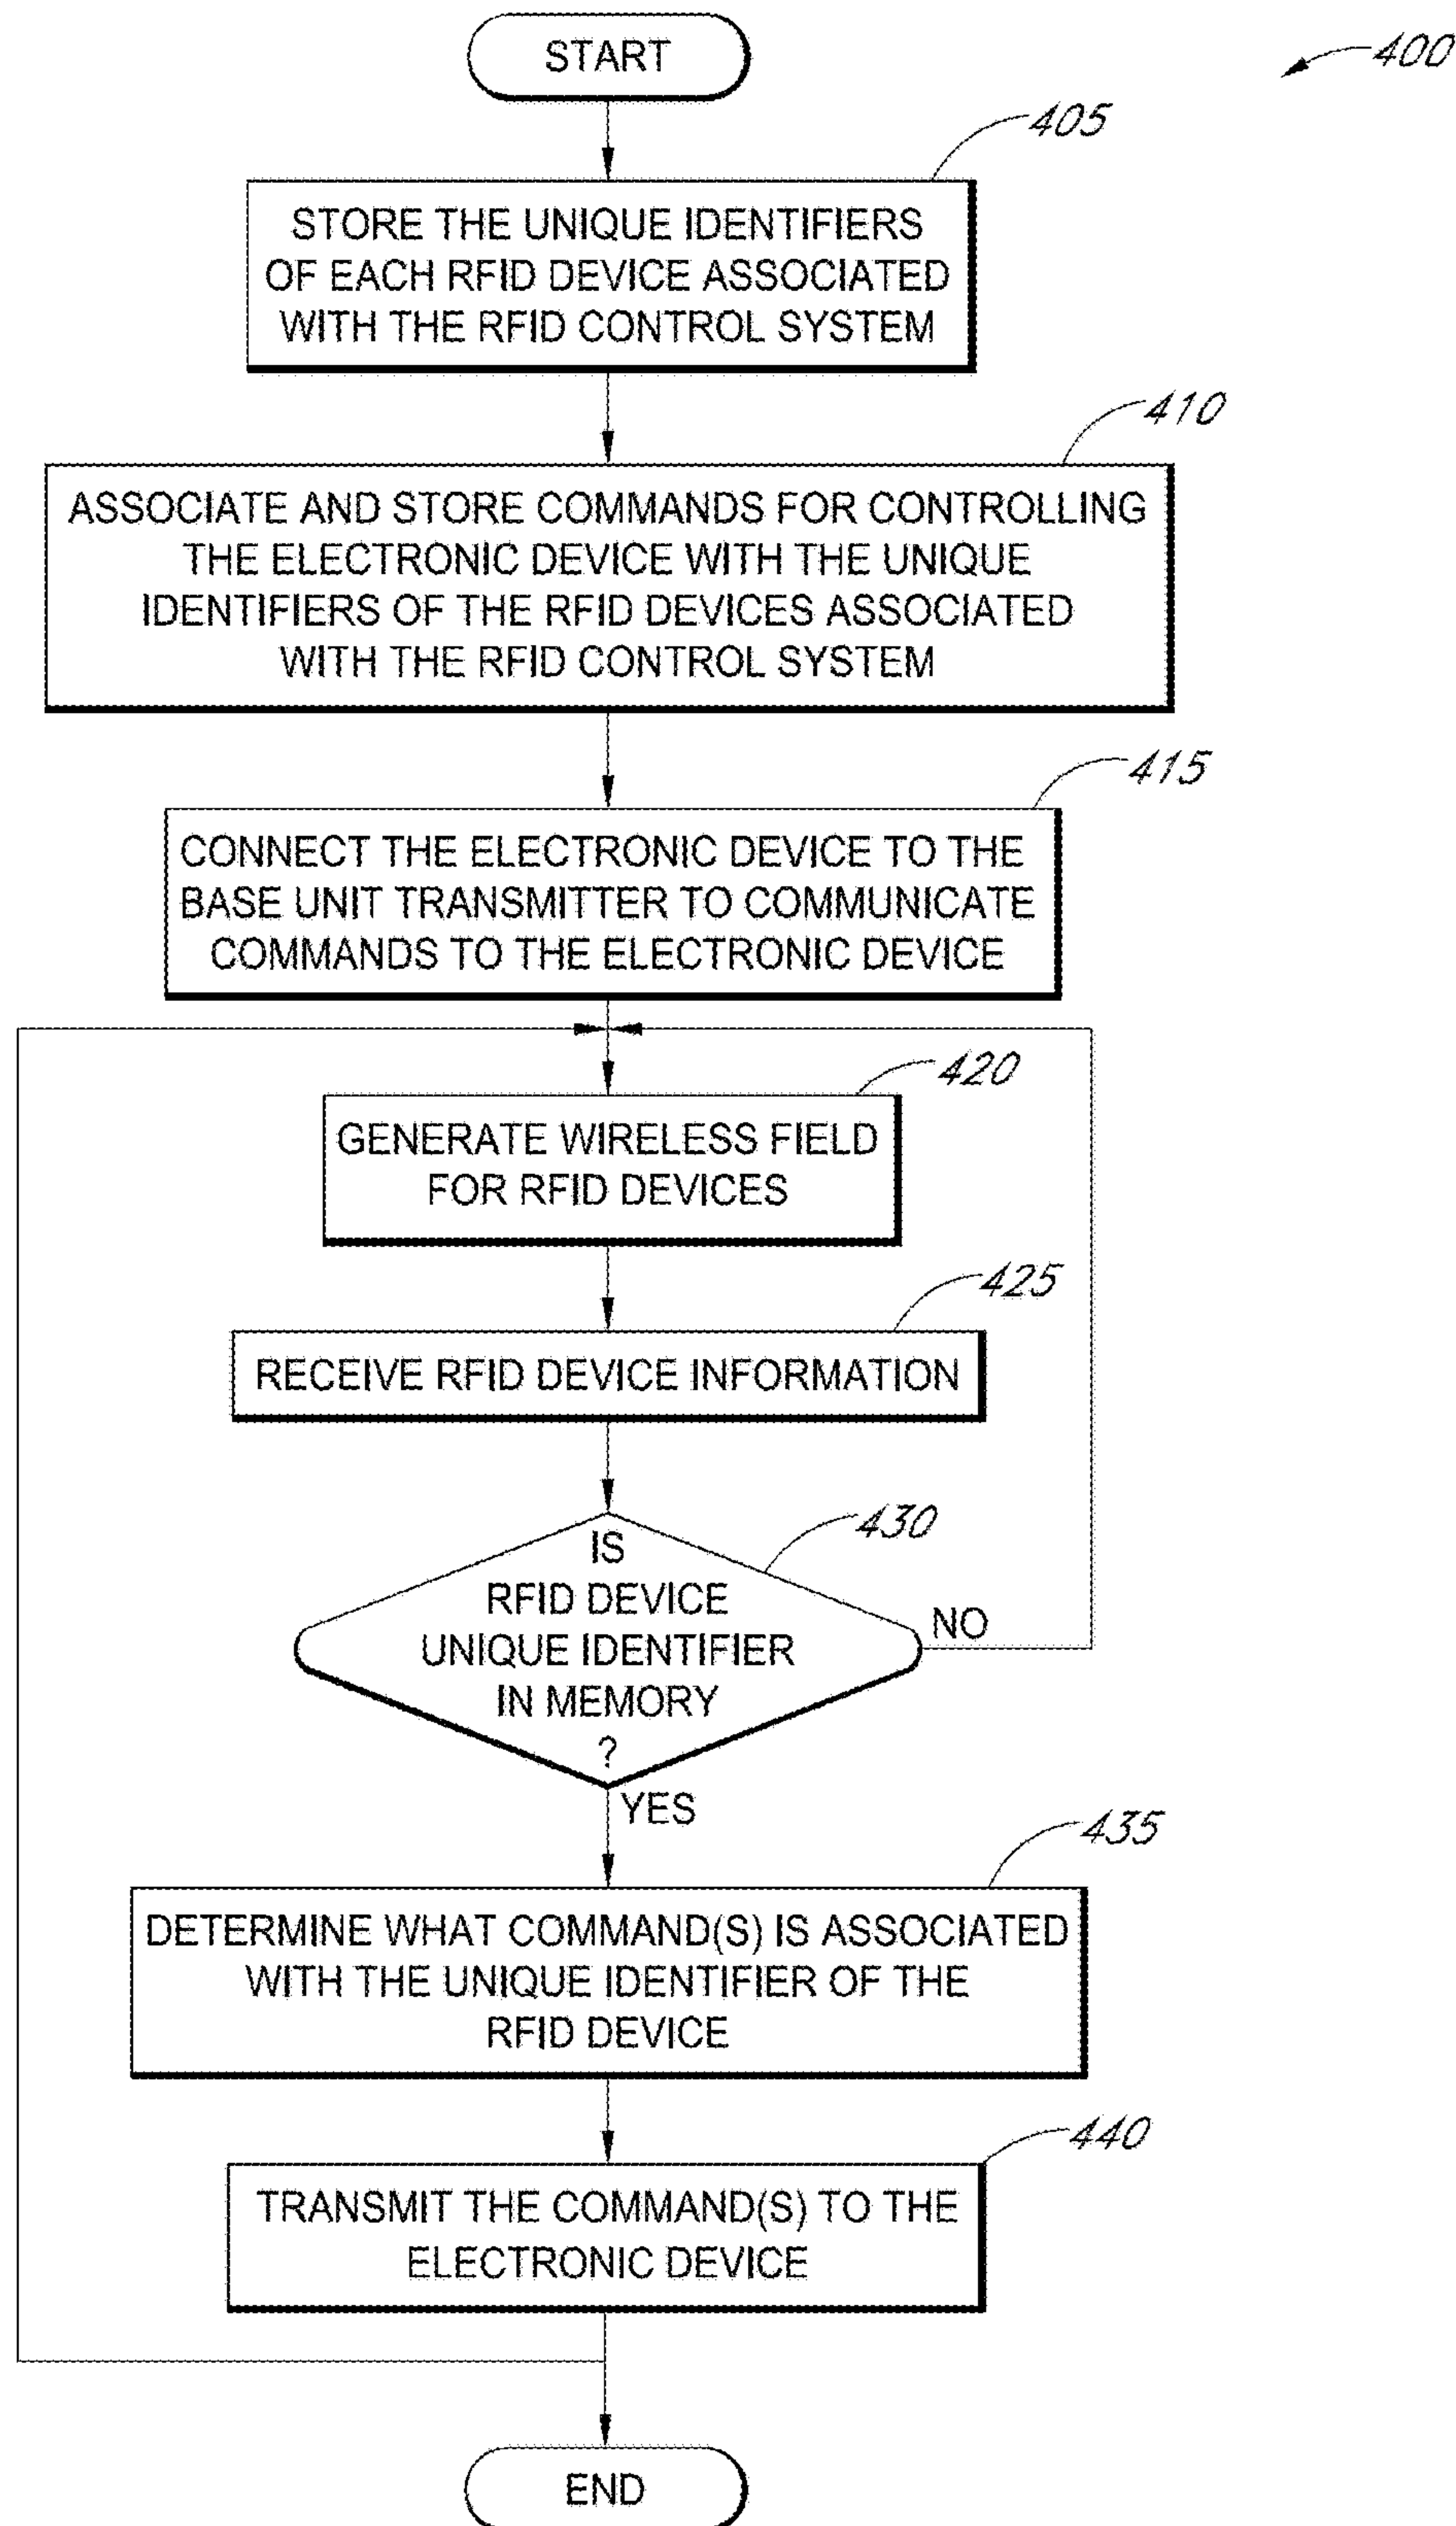 START
400
405
STORE THE UNIQUE IDENTIFIERS
OF EACH RFID DEVICE ASSOCIATED
WITH THE RFID CONTROL SYSTEM
410
ASSOCIATE AND STORE COMMANDS FOR CONTROLLING
THE ELECTRONIC DEVICE WITH THE UNIQUE
IDENTIFIERS OF THE RFID DEVICES ASSOCIATED
WITH THE RFID CONTROL SYSTEM
415
CONNECT THE ELECTRONIC DEVICE TO THE
BASE UNIT TRANSMITTER TO COMMUNICATE
COMMANDS TO THE ELECTRONIC DEVICE
420
GENERATE WIRELESS FIELD
FOR RFID DEVICES
425
RECEIVE RFID DEVICE INFORMATION
430
IS
RFID DEVICE
UNIQUE IDENTIFIER
IN MEMORY
?
NO
YES
435
DETERMINE WHAT COMMAND(S) IS ASSOCIATED
WITH THE UNIQUE IDENTIFIER OF THE
RFID DEVICE
440
TRANSMIT THE COMMAND(S) TO THE
ELECTRONIC DEVICE
END